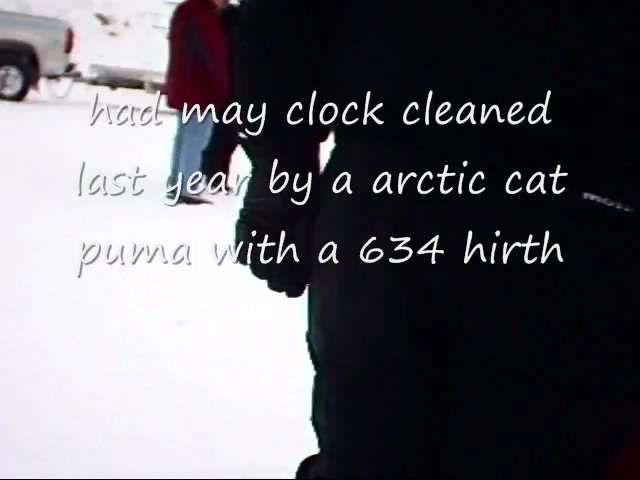 had may clock cleaned
last year by a arctic cat
puma with a 634 hirth